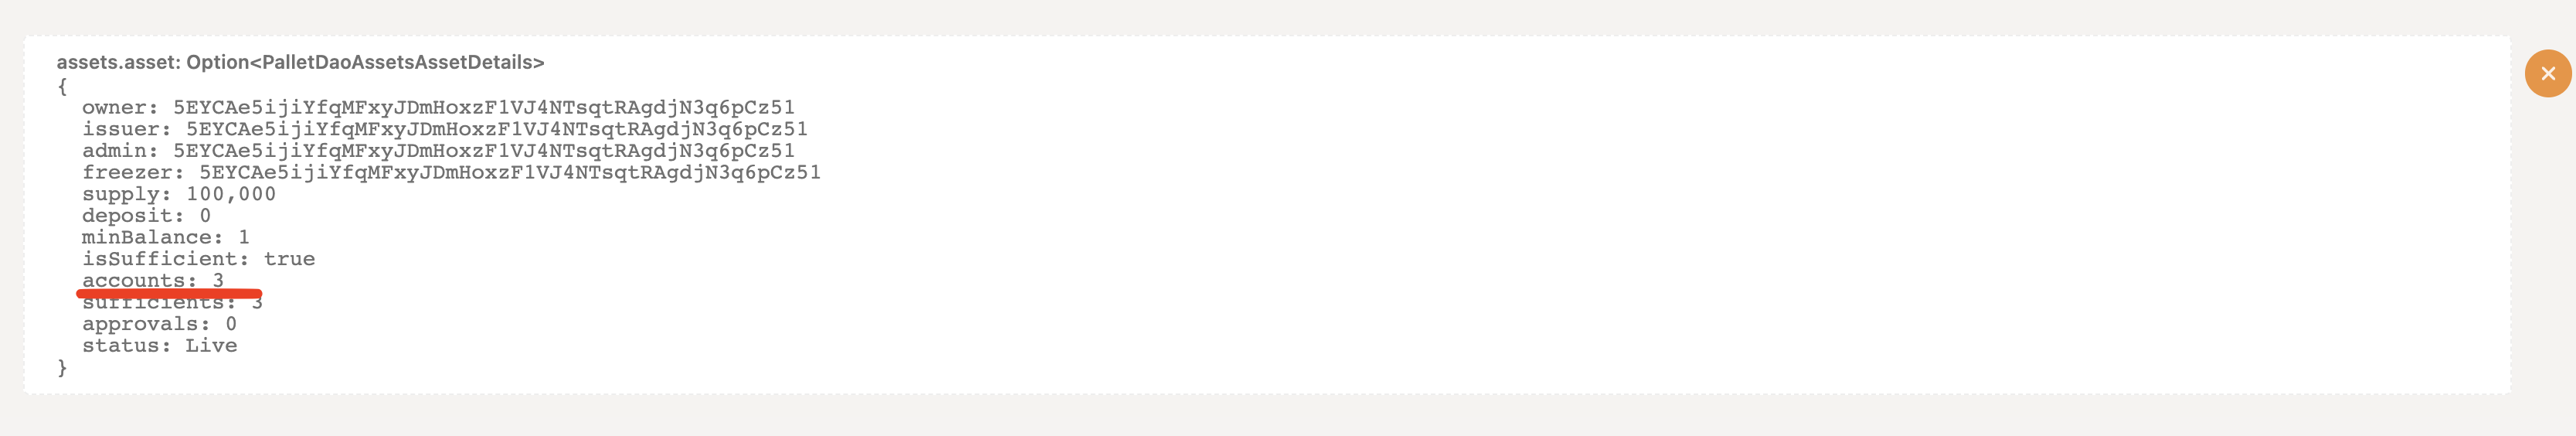 assets.asset: Option<PalletDaoAssetsAssetDetails>
{
owner: 5EYCAe5ijiYfqMFxyJDmHoxzF1VJ4NTsqtRAgdjN3q6pCz51
issuer: 5EYCAe5ijiYfqMFxyJDmHoxzF1VJ4NTsqtRAgdjN3q6pCz51
admin: 5EYCAe5ijiYfqMFxyJDmHoxzF1VJ4NTsqtRAgdjN3q6pCz51
freezer: 5EYCAe5ijiYfqMFxyJDmHoxzF1VJ4NTsqtRAgdjN3q6pCz51
supply: 100,000
deposit: 0
minBalance: 1
isSufficient: true
accounts: 3
sufficients: 3
approvals: 0
status: Live
}